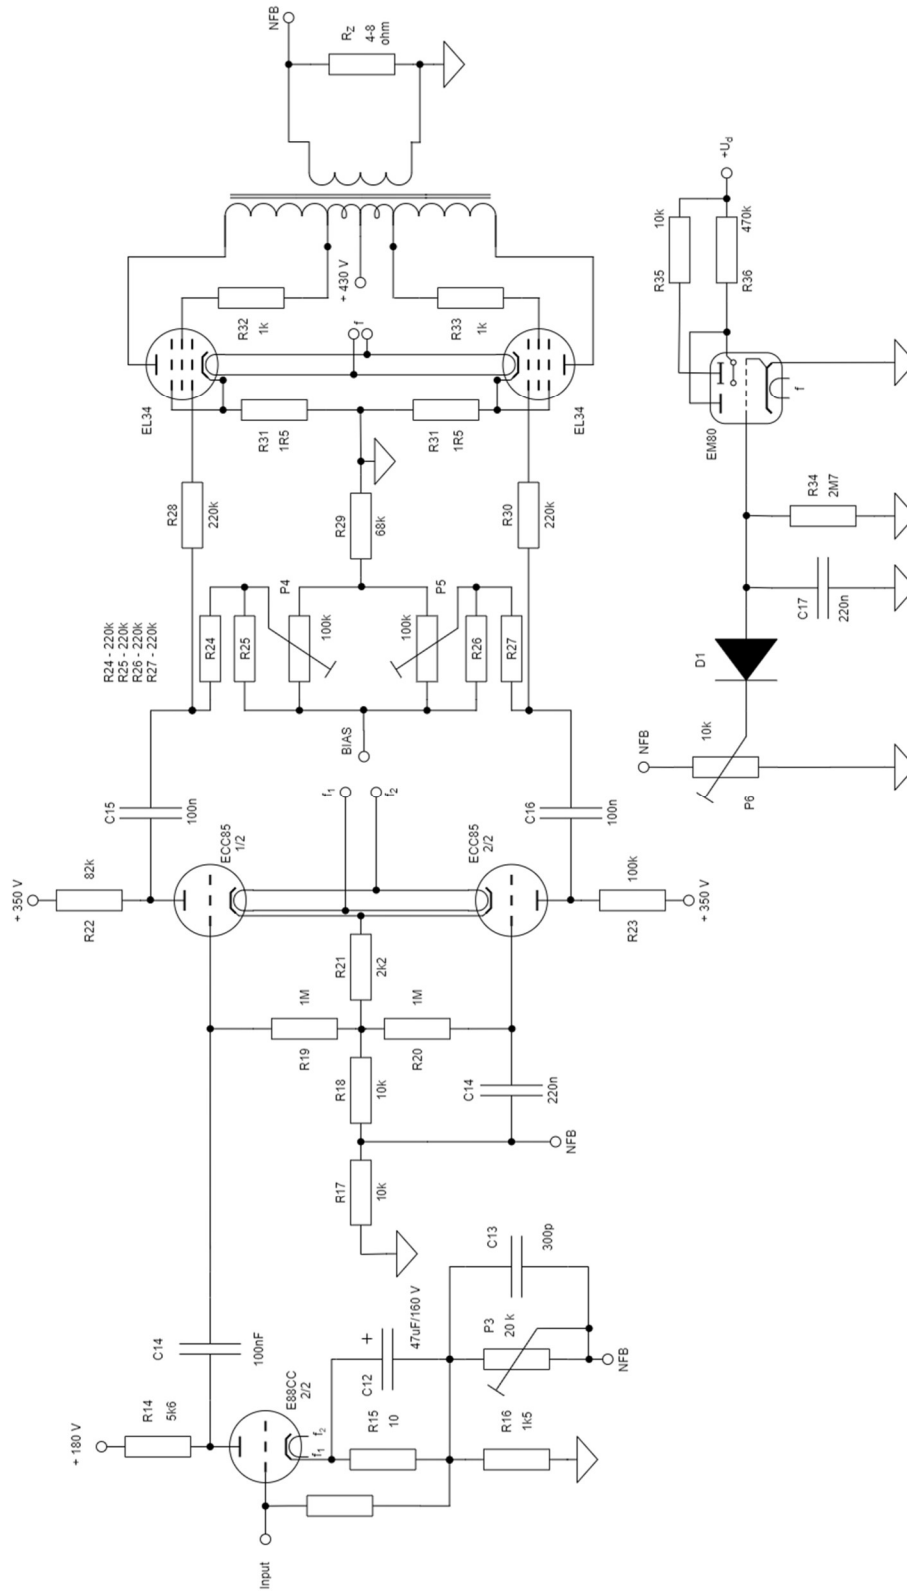 Input
+ 180 V
R14
5k6
E88CC
2/2
f₁
f₂
C14
100nF
C12
+
47uF/160 V
R15
10
R16
1k5
P3
20 k
NFB
C13
300p
R17
10k
R18
10k
NFB
C14
220n
R19
1M
R20
1M
R21
2k2
+ 350 V
R22
82k
ECC85
1/2
ECC85
2/2
R23
100k
+ 350 V
f₁
f₂
C15
100n
C16
100n
BIAS
R24 - 220k
R25 - 220k
R26 - 220k
R27 - 220k
R24
R25
P4
100k
P5
100k
R26
R27
R28
220k
R29
68k
R30
220k
EL34
R31
1R5
R31
1R5
EL34
f
R32
1k
R33
1k
+ 430 V
NFB
Rz
4-8
ohm
NFB
10k
P6
D1
C17
220n
R34
2M7
EM80
f
R35
10k
R36
470k
+Ud